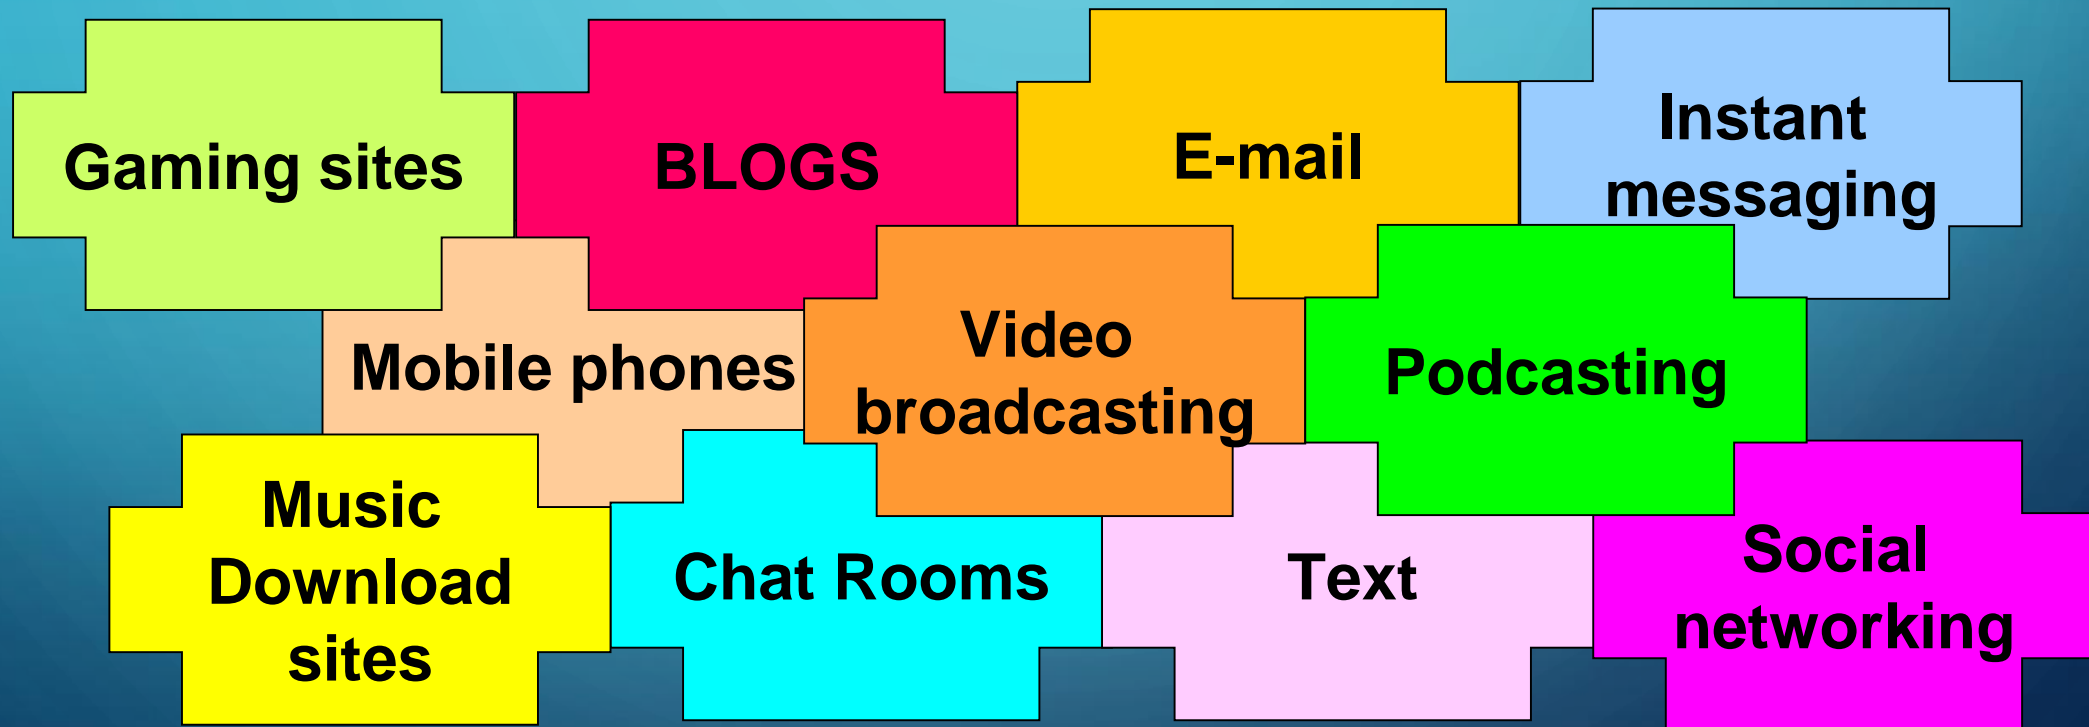 Gaming sites
BLOGS
E-mail
Instant
messaging
Mobile phones
Video
broadcasting
Podcasting
Music
Download
sites
Chat Rooms
Text
Social
networking